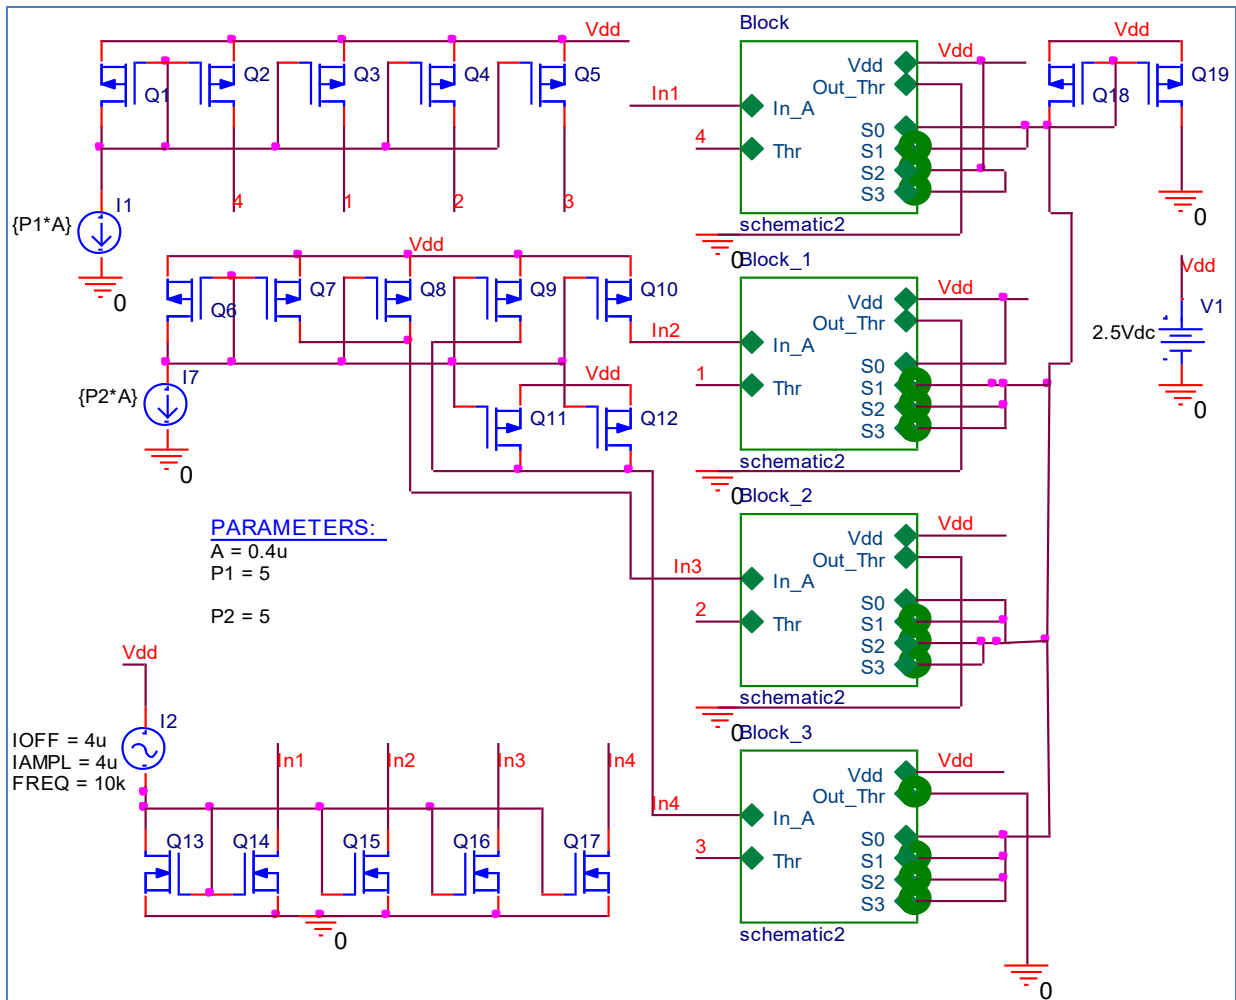 Vdd
Q1
Q2
Q3
Q4
Q5
I1
{P1*A}
0
4
1
2
3
Vdd
Q6
Q7
Q8
Q9
Q10
In2
I7
{P2*A}
0
Vdd
Q11
Q12
PARAMETERS:
A = 0.4u
P1 = 5
P2 = 5
In3
Vdd
I2
IOFF = 4u
IAMPL = 4u
FREQ = 10k
In1
In2
In3
In4
In4
Q13
Q14
Q15
Q16
Q17
0
Block
In1
4
In_A
Thr
Vdd
Out_Thr
S0
S1
S2
S3
Vdd
schematic2
0
Block_1
1
In_A
Thr
Vdd
Out_Thr
S0
S1
S2
S3
Vdd
schematic2
0
Block_2
2
In_A
Thr
Vdd
Out_Thr
S0
S1
S2
S3
Vdd
schematic2
0
Block_3
3
In_A
Thr
Vdd
Out_Thr
S0
S1
S2
S3
Vdd
schematic2
0
Vdd
Q18
Q19
0
Vdd
V1
2.5Vdc
0